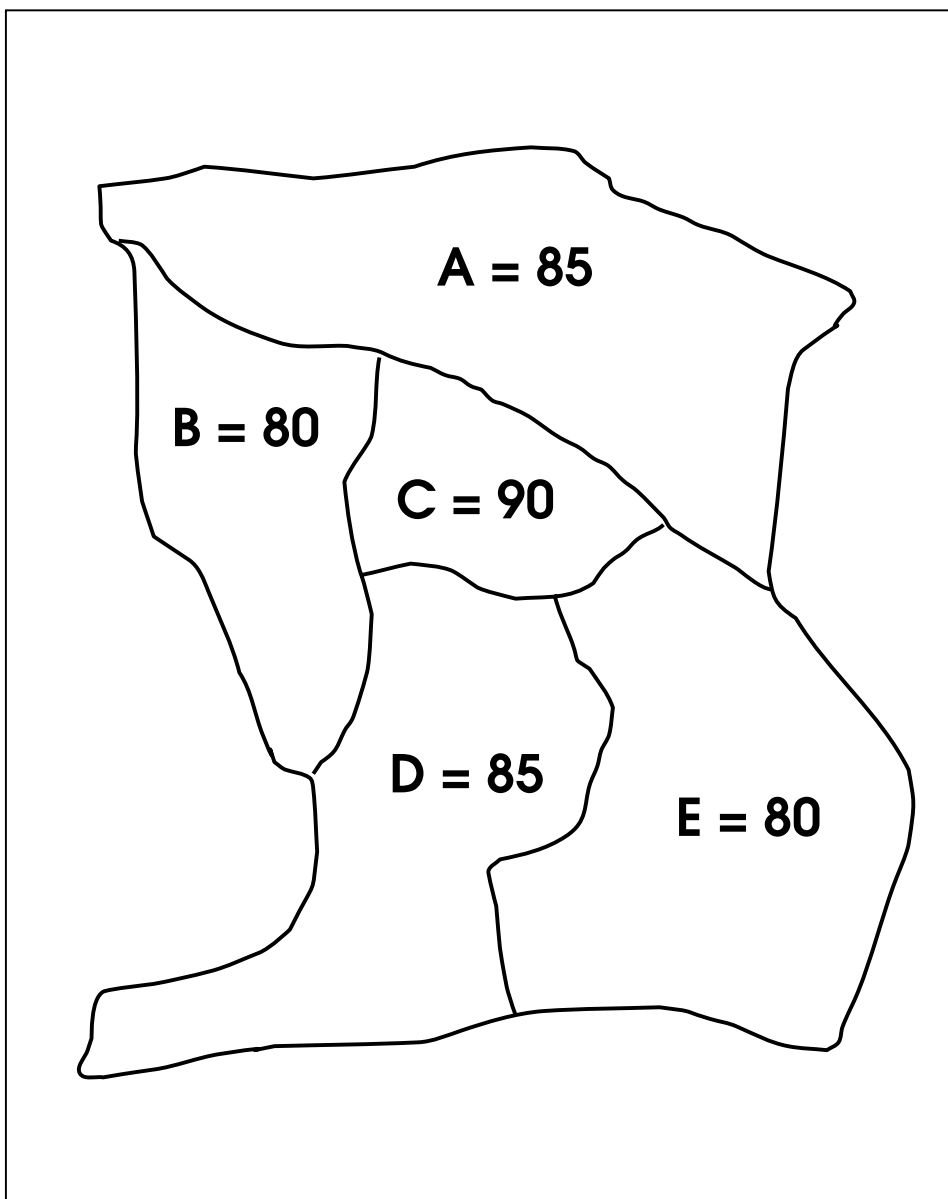 A = 85
B = 80
C = 90
D = 85
E = 80